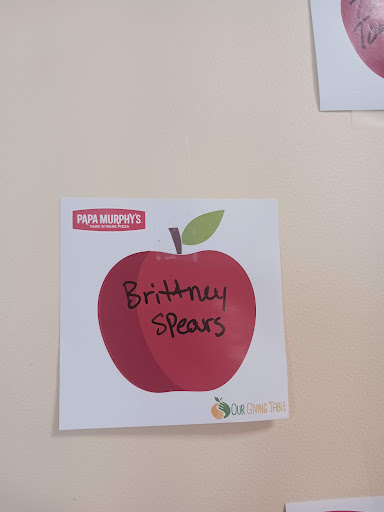 PAPA MURPHY'S
TAKE 'N' BAKE PIZZA
Brittney
Spears
OUR GIVING TABLE